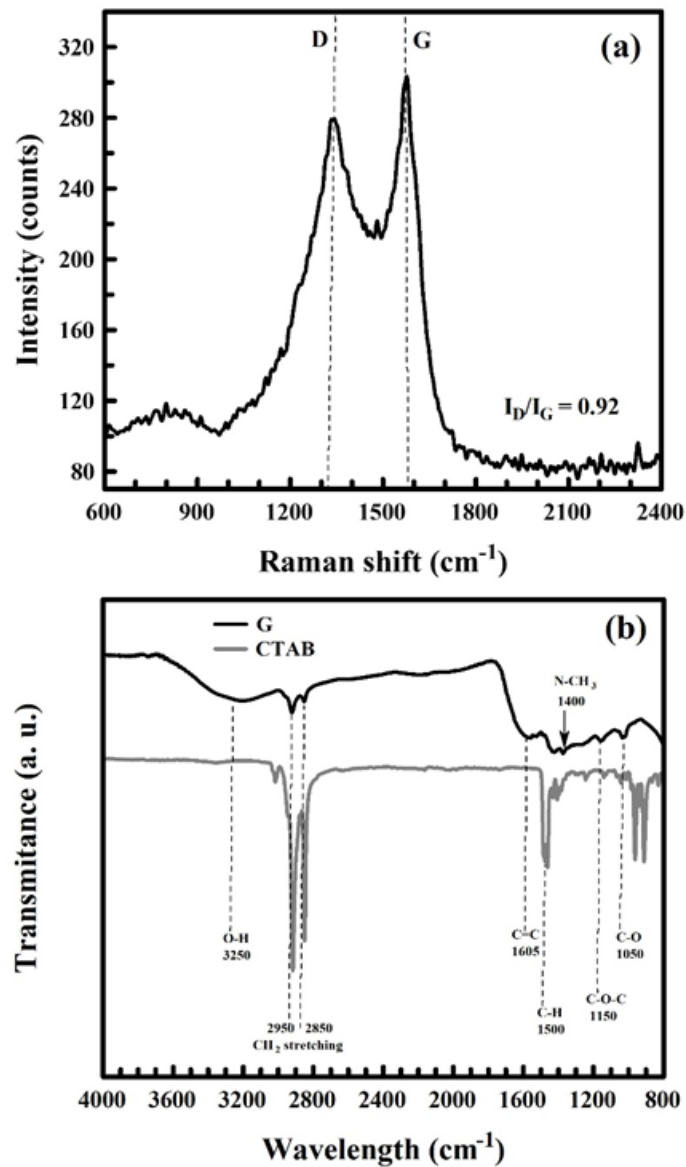 D G (a)
320
280
240
200
160
120
80
Intensity (counts)
I_D/I_G = 0.92
600 900 1200 1500 1800 2100 2400
Raman shift (cm⁻¹)
G (b)
CTAB
N-CH₃
1400
Transmitance (a. u.)
O-H
3250
C=C
1605
C-O
1050
C-H
1500
C-O-C
1150
2950 2850
CH₂ stretching
4000 3600 3200 2800 2400 2000 1600 1200 800
Wavelength (cm⁻¹)